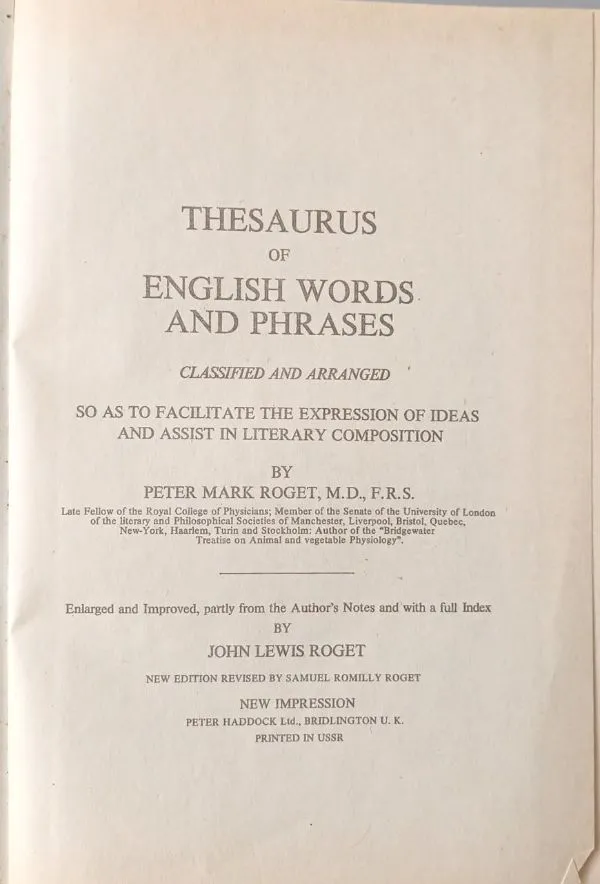 THESAURUS
OF
ENGLISH WORDS
AND PHRASES
CLASSIFIED AND ARRANGED
SO AS TO FACILITATE THE EXPRESSION OF IDEAS
AND ASSIST IN LITERARY COMPOSITION
BY
PETER MARK ROGET, M.D., F.R.S.
Late Fellow of the Royal College of Physicians; Member of the Senate of the University of London
of the literary and Philosophical Societies of Manchester, Liverpool, Bristol, Quebec,
New-York, Haarlem, Turin and Stockholm: Author of the "Bridgewater
Treatise on Animal and vegetable Physiology".
Enlarged and Improved, partly from the Author's Notes and with a full Index
BY
JOHN LEWIS ROGET
NEW EDITION REVISED BY SAMUEL ROMILLY ROGET
NEW IMPRESSION
PETER HADDOCK Ltd., BRIDLINGTON U. K.
PRINTED IN USSR